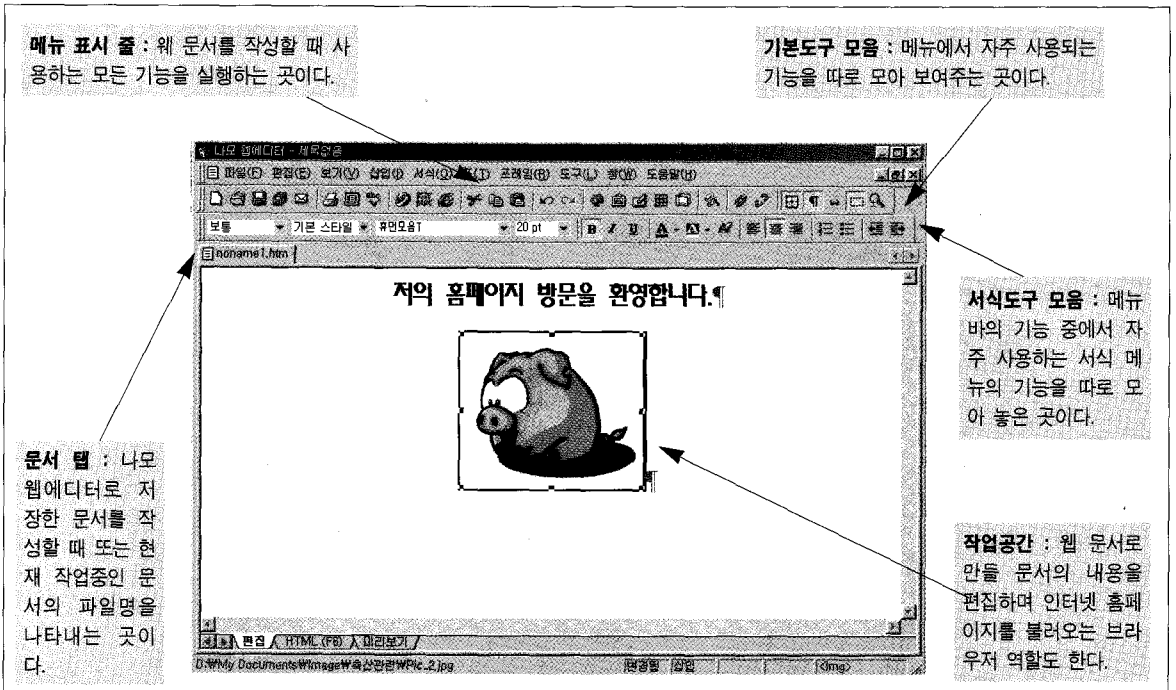 메뉴 표시 줄 : 웨 문서를 작성할 때 사
용하는 모든 기능을 실행하는 곳이다.
기본도구 모음 : 메뉴에서 자주 사용되는
기능을 따로 모아 보여주는 곳이다.
나모 웹에디터 - 제목없음
파일(F) 편집(E) 보기(V) 삽입(I) 서식(O) (T) 프레임(R) 도구(L) 창(W) 도움말(H)
보통 기본 스타일 휴먼모음T 20 pt
noname1.htm
저의 홈페이지 방문을 환영합니다.
서식도구 모음 : 메뉴
바의 기능 중에서 자
주 사용하는 서식 메
뉴의 기능을 따로 모
아 놓은 곳이다.
문서 탭 : 나모
웹에디터로 저
장한 문서를 작
성할 때 또는 현
재 작업중인 문
서의 파일명을
나타내는 곳이
다.
작업공간 : 웹 문서로
만들 문서의 내용을
편집하며 인터넷 홈페
이지를 불러오는 브라
우저 역할도 한다.
편집 HTML (F8) 미리보기
D:₩My Documents₩Image₩축산관련₩Pic_2.jpg 변경됨 삽입 <img>